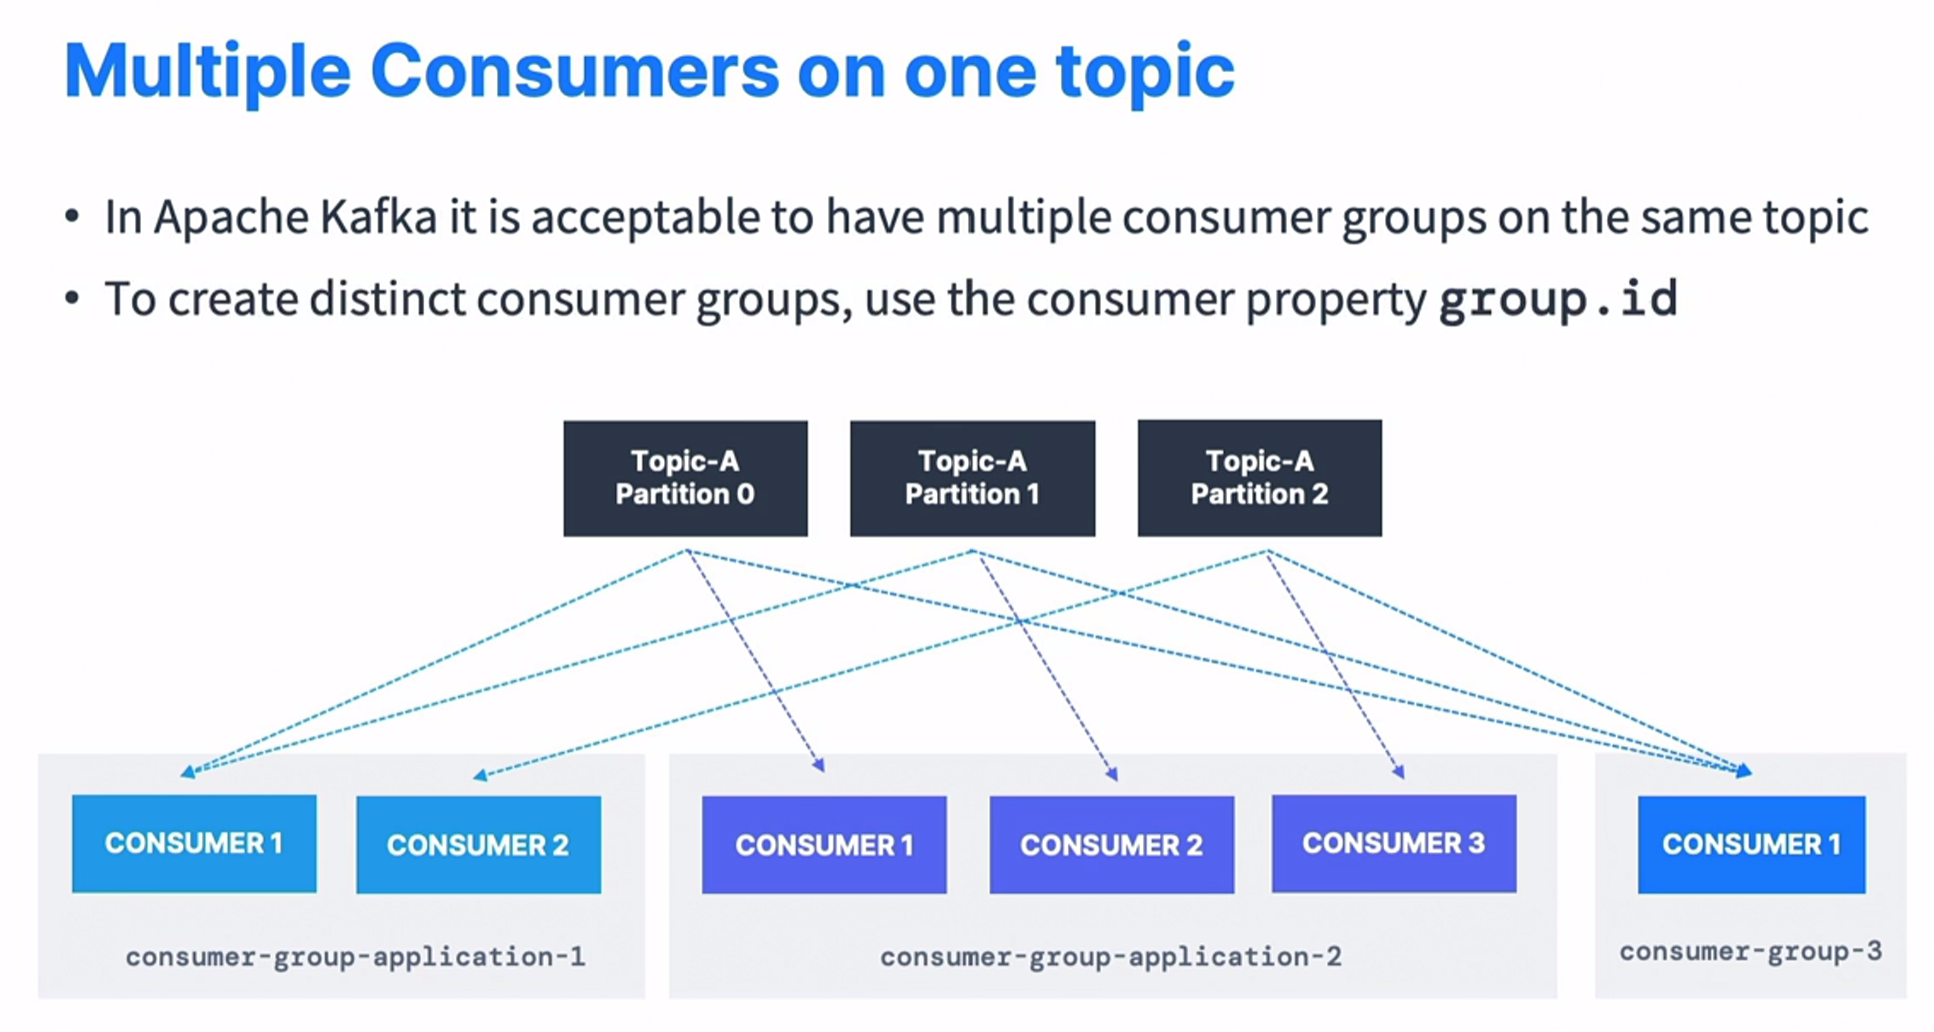 Multiple Consumers on one topic
• In Apache Kafka it is acceptable to have multiple consumer groups on the same topic
• To create distinct consumer groups, use the consumer property group.id
Topic-A
Partition 0
Topic-A
Partition 1
Topic-A
Partition 2
CONSUMER 1
CONSUMER 2
consumer-group-application-1
CONSUMER 1
CONSUMER 2
CONSUMER 3
consumer-group-application-2
CONSUMER 1
consumer-group-3